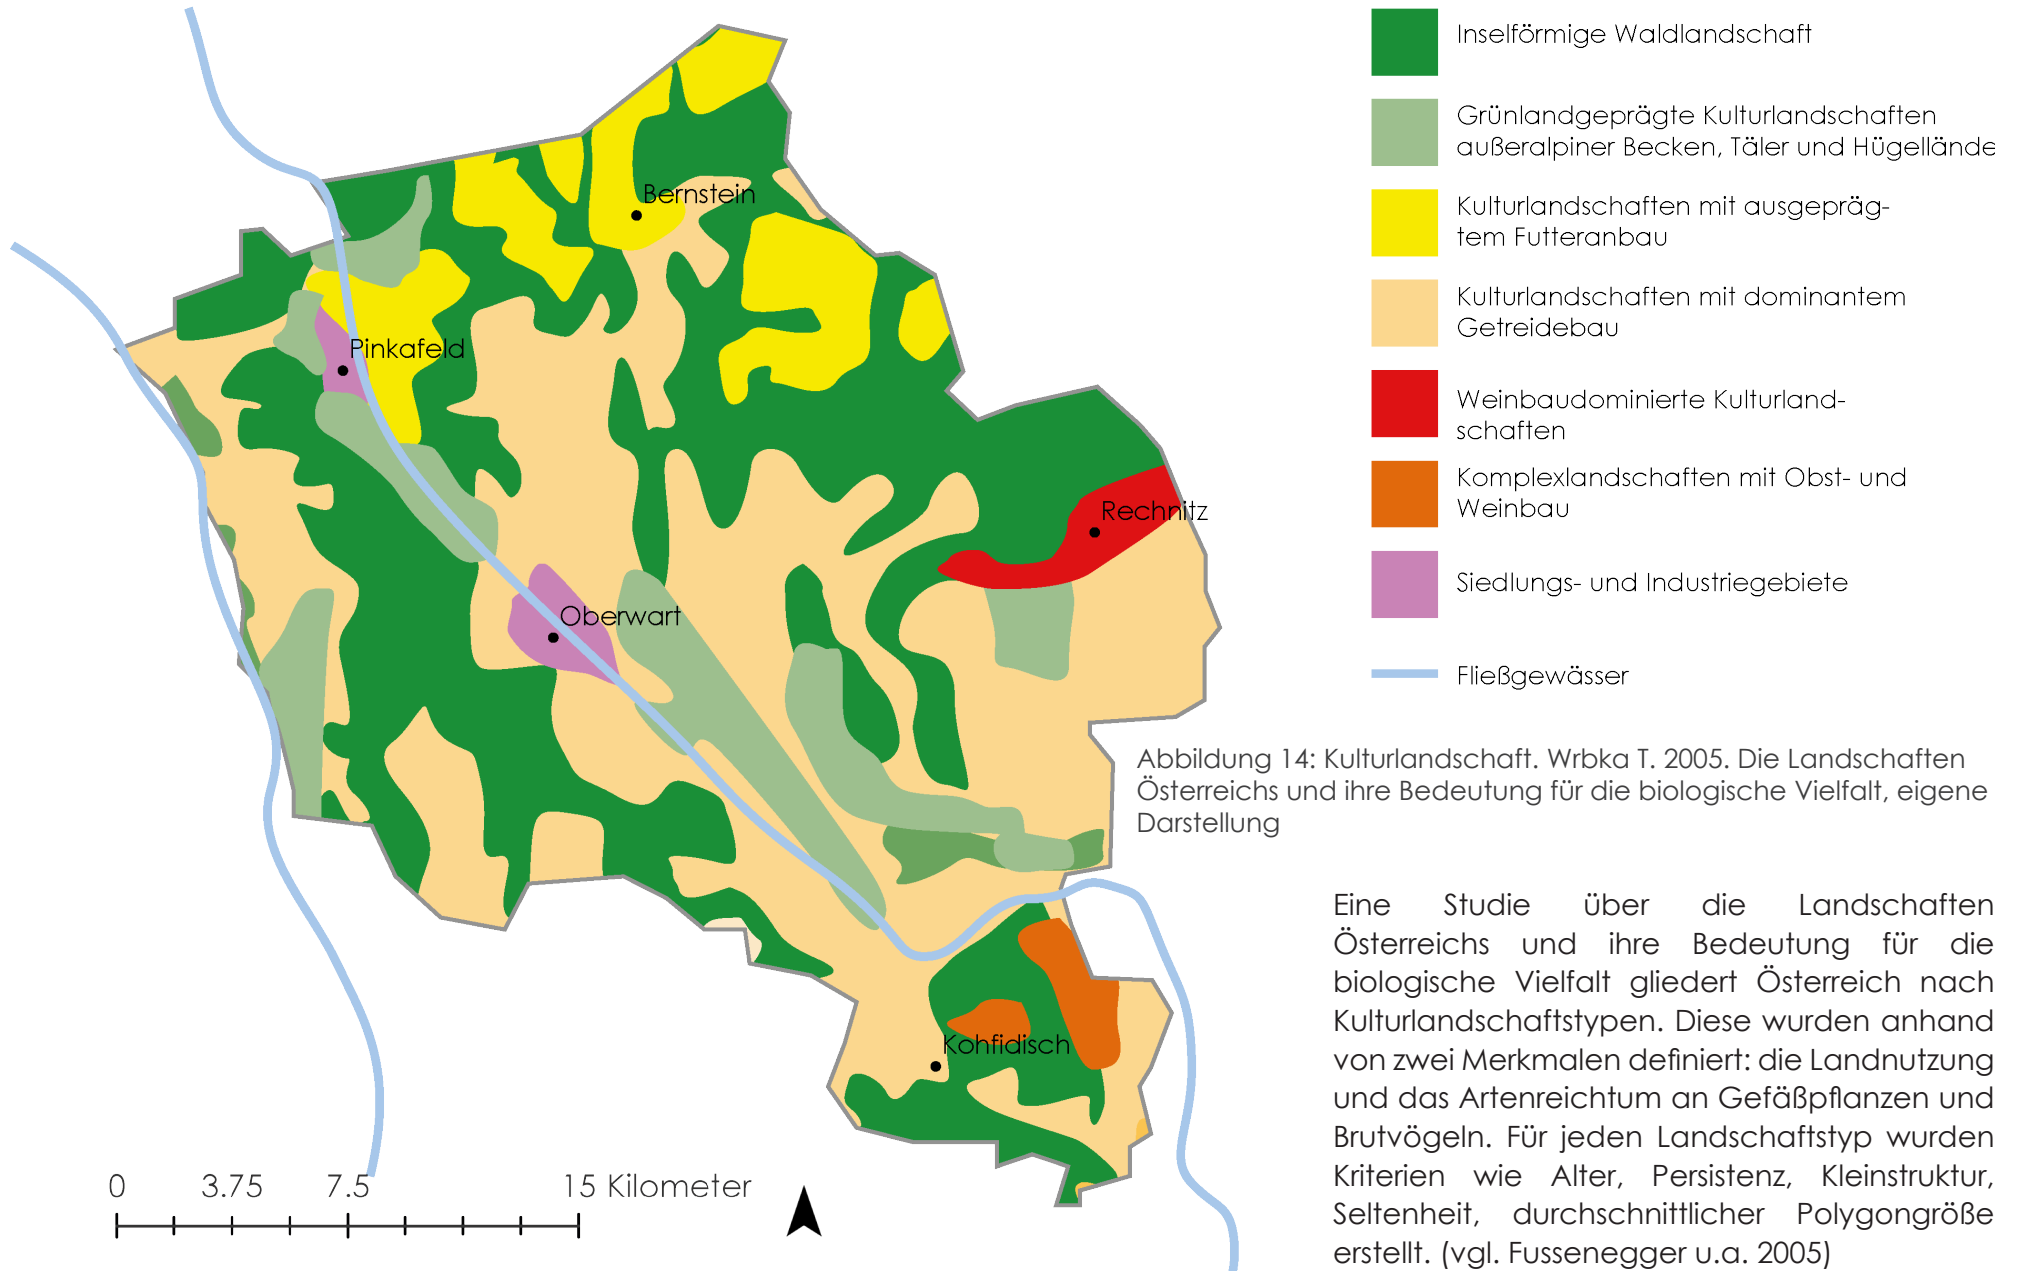 Inselförmige Waldlandschaft
Grünlandgeprägte Kulturlandschaften
außeralpiner Becken, Täler und Hügellände
Kulturlandschaften mit ausgepräg-
tem Futteranbau
Kulturlandschaften mit dominantem
Getreidebau
Weinbaudominierte Kulturland-
schaften
Komplexlandschaften mit Obst- und
Weinbau
Siedlungs- und Industriegebiete
Fließgewässer
Bernstein
Pinkafeld
Rechnitz
Oberwart
Kohfidisch
0 3.75 7.5 15 Kilometer
Abbildung 14: Kulturlandschaft. Wrbka T. 2005. Die Landschaften
Österreichs und ihre Bedeutung für die biologische Vielfalt, eigene
Darstellung
Eine Studie über die Landschaften
Österreichs und ihre Bedeutung für die
biologische Vielfalt gliedert Österreich nach
Kulturlandschaftstypen. Diese wurden anhand
von zwei Merkmalen definiert: die Landnutzung
und das Artenreichtum an Gefäßpflanzen und
Brutvögeln. Für jeden Landschaftstyp wurden
Kriterien wie Alter, Persistenz, Kleinstruktur,
Seltenheit, durchschnittlicher Polygongröße
erstellt. (vgl. Fussenegger u.a. 2005)